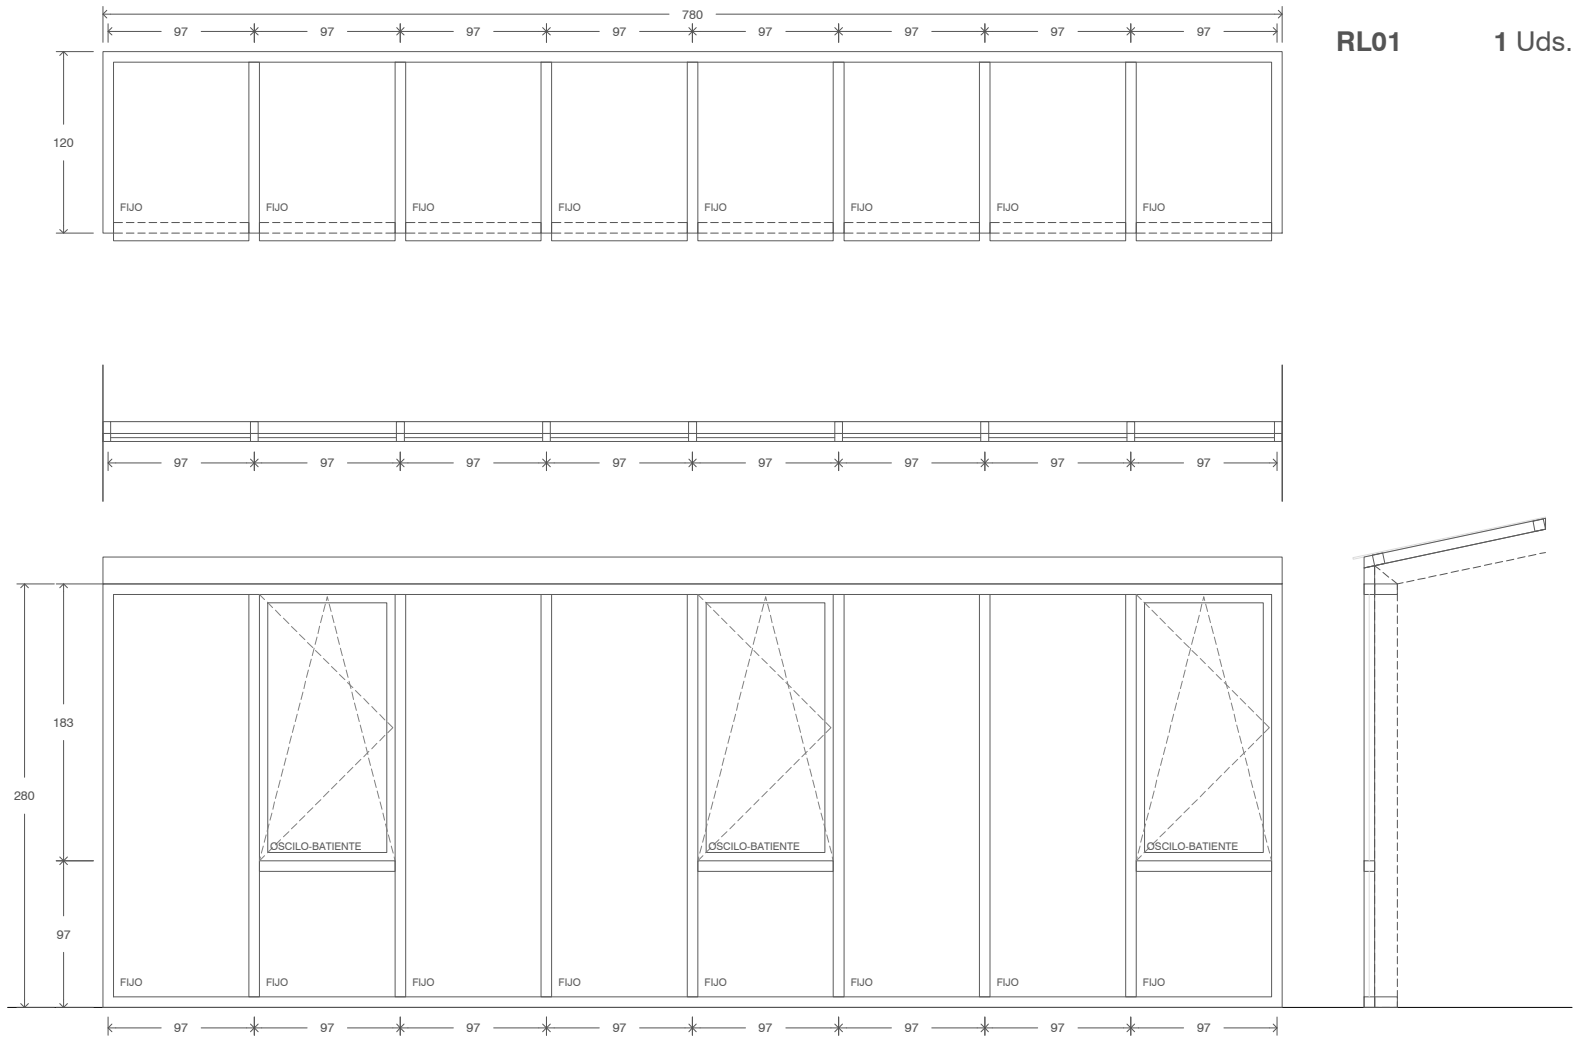 780
97 97 97 97 97 97 97 97
RL01 1 Uds.
120
FIJO FIJO FIJO FIJO FIJO FIJO FIJO FIJO
97 97 97 97 97 97 97 97
183
280
OSCILO-BATIENTE OSCILO-BATIENTE OSCILO-BATIENTE
97
FIJO FIJO FIJO FIJO FIJO FIJO FIJO FIJO
97 97 97 97 97 97 97 97